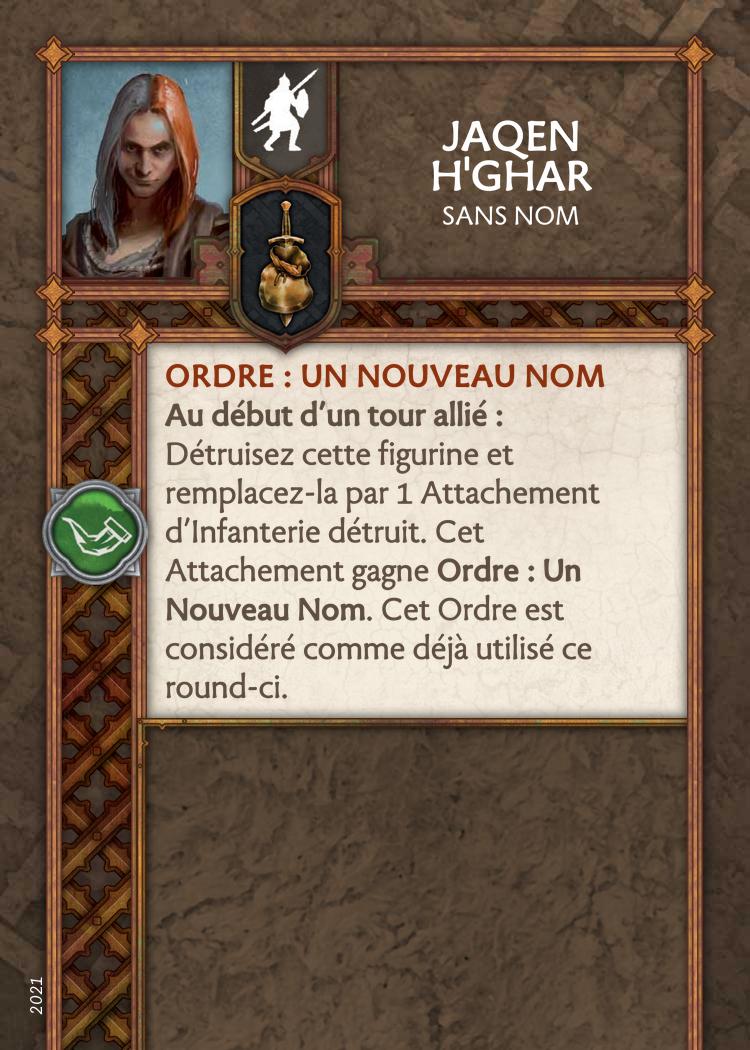 JAQEN
H'GHAR
SANS NOM
ORDRE : UN NOUVEAU NOM
Au début d'un tour allié :
Détruisez cette figurine et
remplacez-la par 1 Attachement
d'Infanterie détruit. Cet
Attachement gagne Ordre : Un
Nouveau Nom. Cet Ordre est
considéré comme déjà utilisé ce
round-ci.
2021